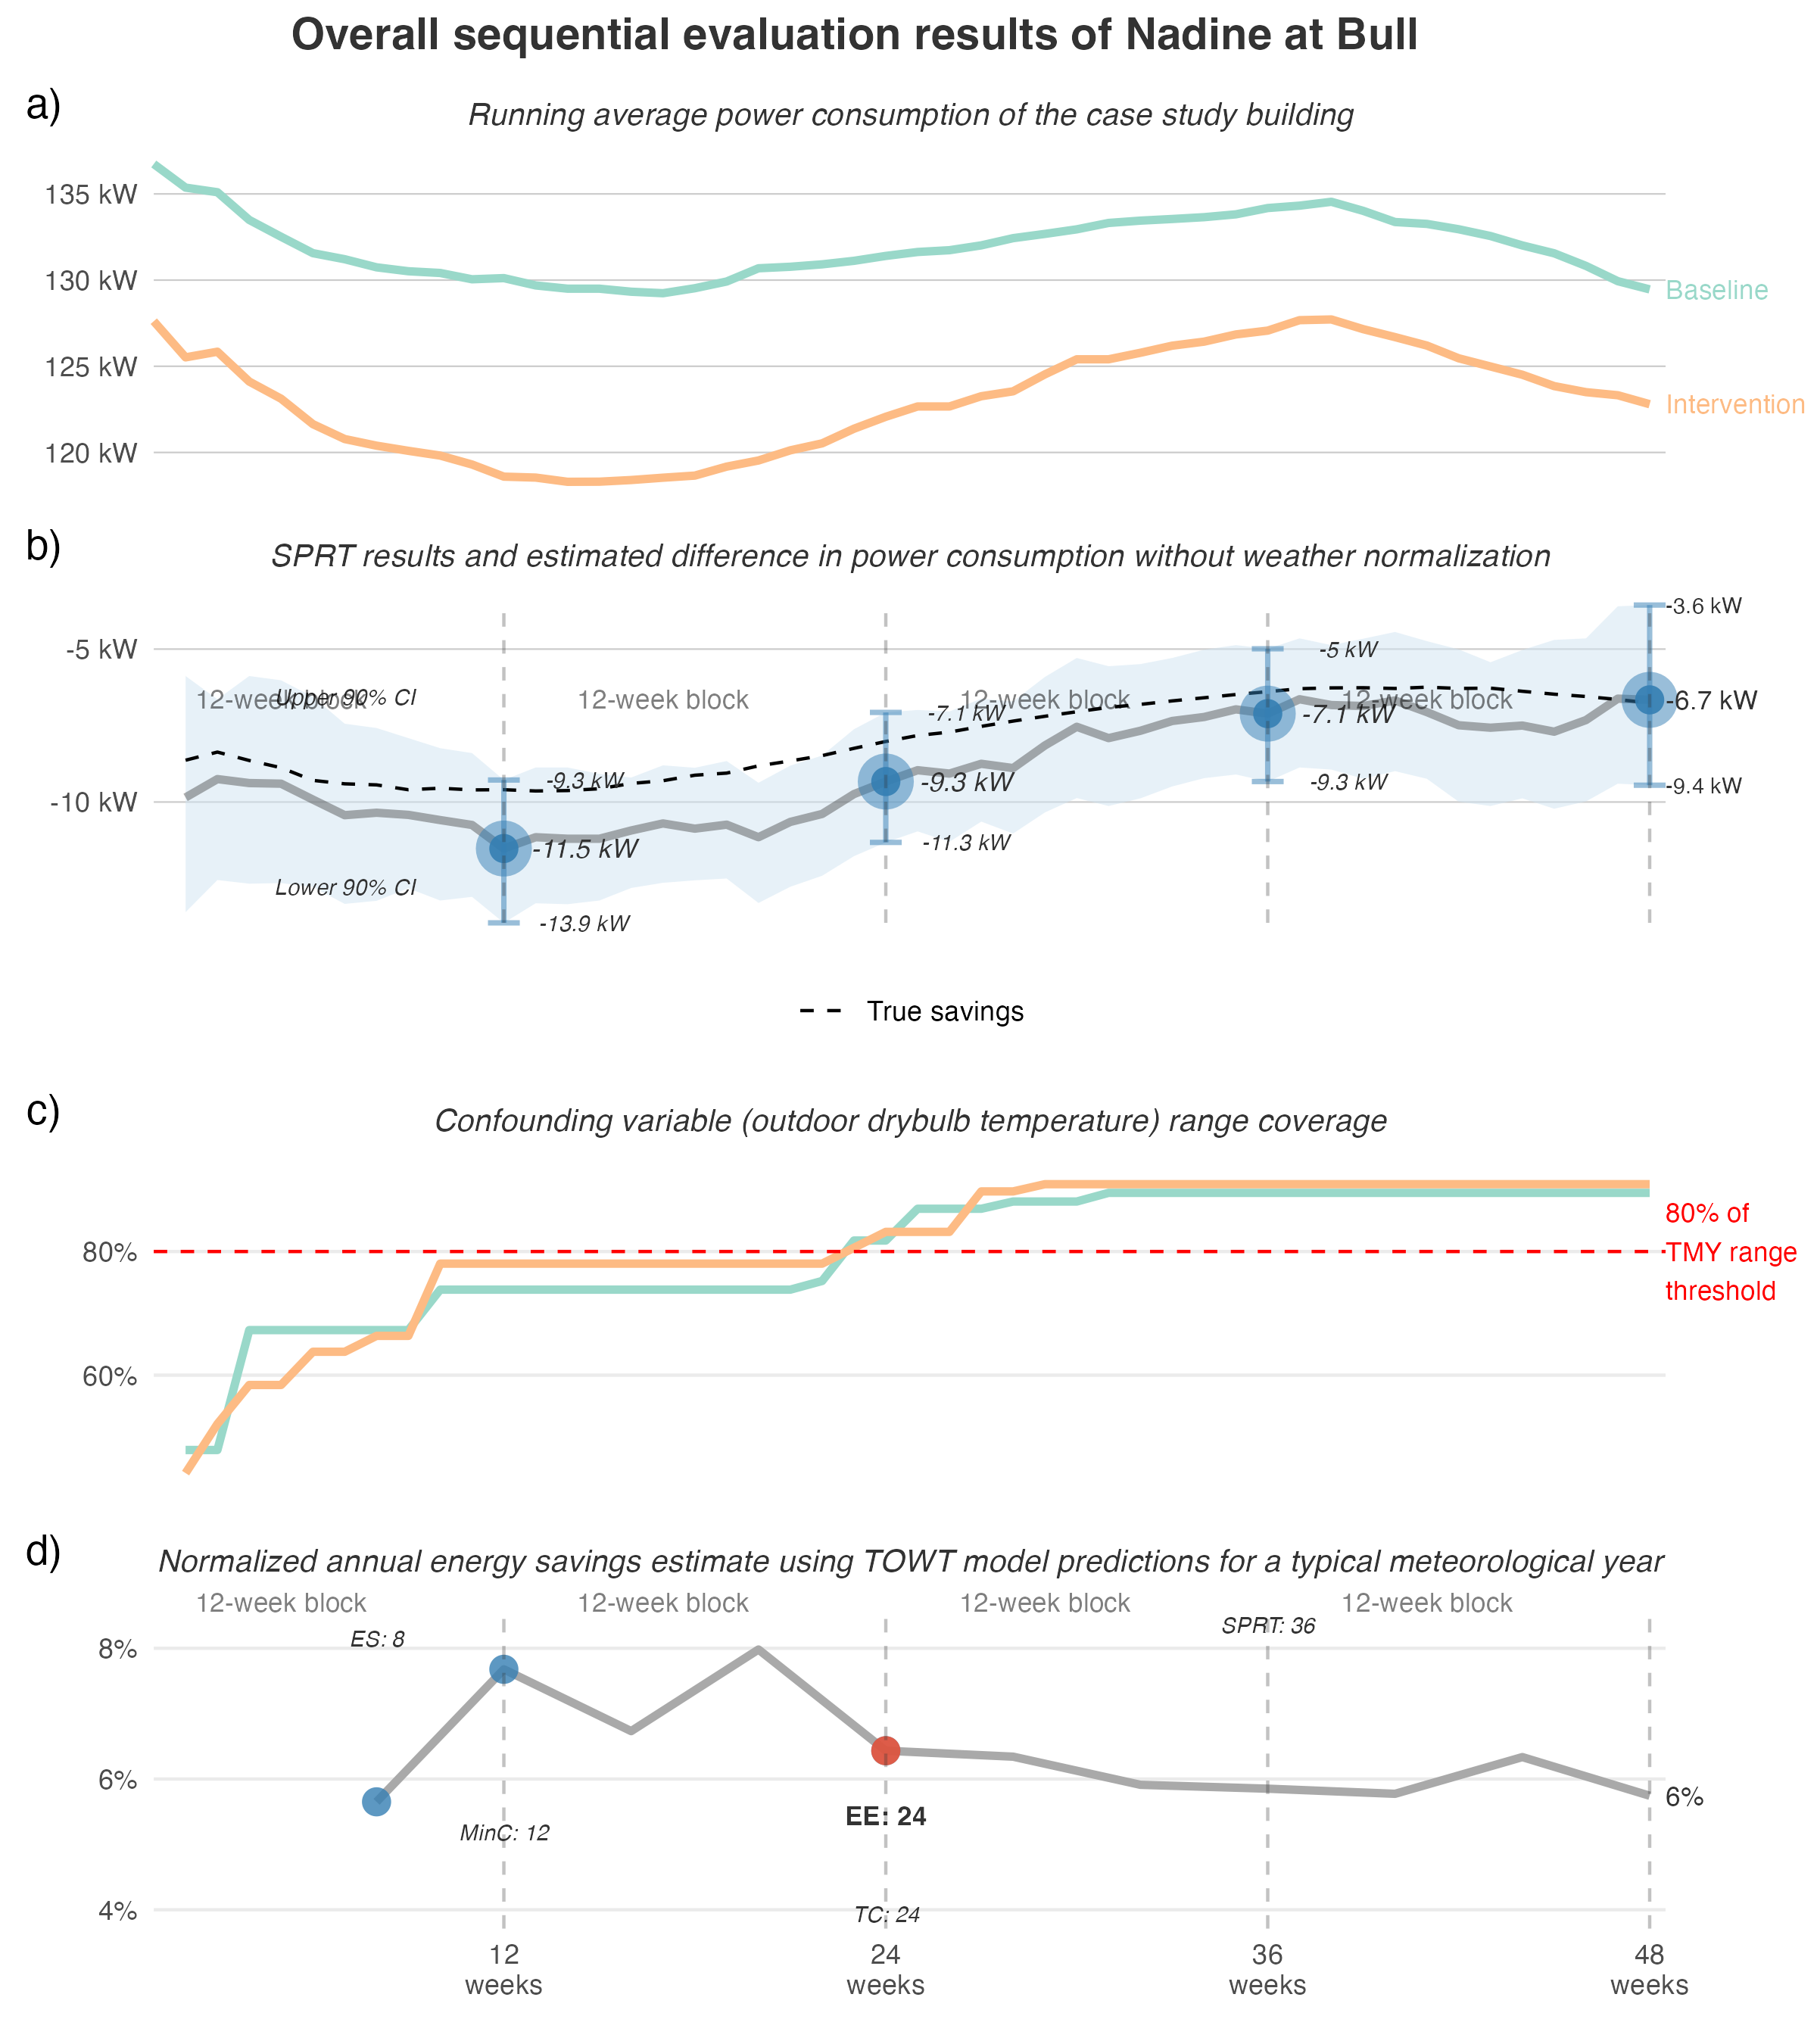 Overall sequential evaluation results of Nadine at Bull
a)
Running average power consumption of the case study building
135 kW
130 kW
125 kW
120 kW
Baseline
Intervention
b)
SPRT results and estimated difference in power consumption without weather normalization
-5 kW
-10 kW
12-week block
12-week block
12-week block
12-week block
Upper 90% CI
Lower 90% CI
-9.3 kW
-11.5 kW
-13.9 kW
-7.1 kW
-9.3 kW
-11.3 kW
-5 kW
-7.1 kW
-9.3 kW
-3.6 kW
-6.7 kW
-9.4 kW
True savings
c)
Confounding variable (outdoor drybulb temperature) range coverage
80%
60%
80% of
TMY range
threshold
d)
Normalized annual energy savings estimate using TOWT model predictions for a typical meteorological year
12-week block
12-week block
12-week block
12-week block
8%
6%
4%
ES: 8
MinC: 12
EE: 24
TC: 24
SPRT: 36
6%
12
weeks
24
weeks
36
weeks
48
weeks